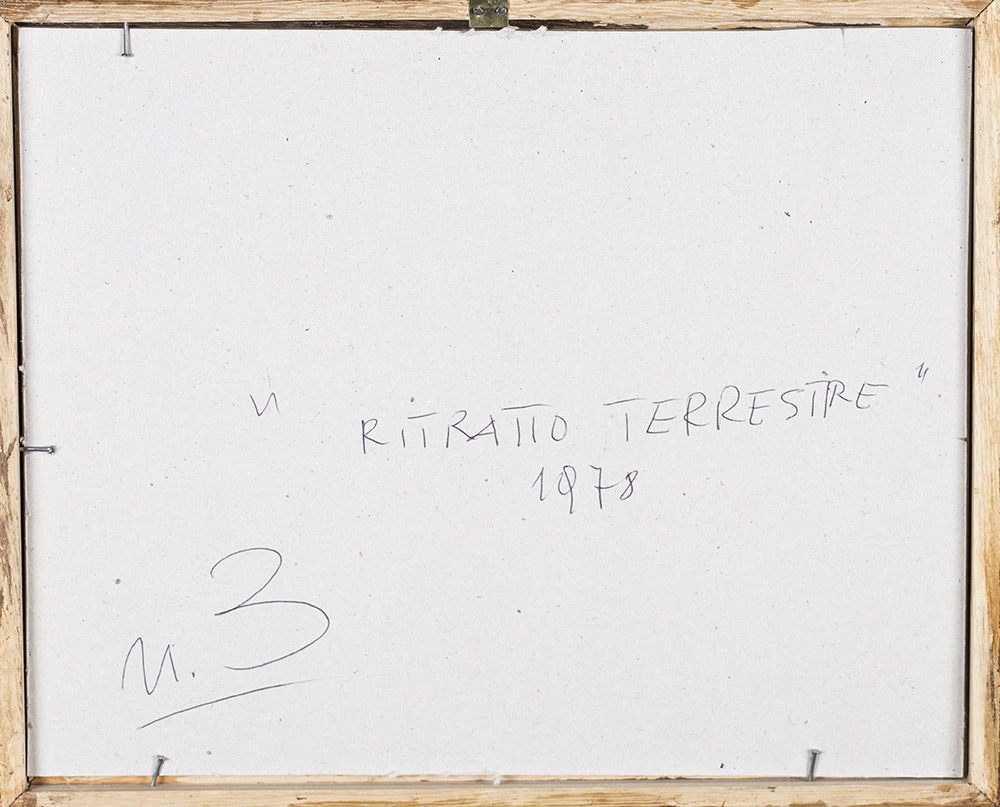 " RITRATTO TERRESTRE "
1978
n. 3